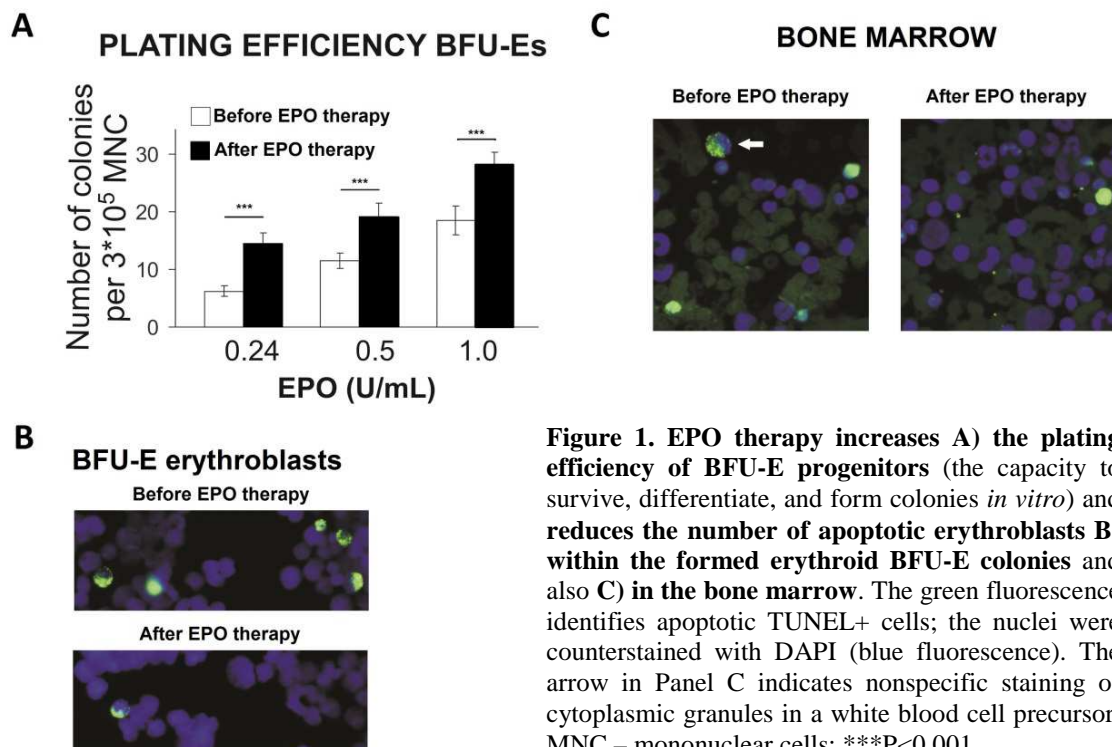 A
PLATING EFFICIENCY BFU-Es
Number of colonies
per 3*10⁵ MNC
Before EPO therapy
After EPO therapy
***
***
***
30
20
10
0
0.24 0.5 1.0
EPO (U/mL)
C
BONE MARROW
Before EPO therapy After EPO therapy
B
BFU-E erythroblasts
Before EPO therapy
After EPO therapy
Figure 1. EPO therapy increases A) the plating
efficiency of BFU-E progenitors (the capacity to
survive, differentiate, and form colonies in vitro) and
reduces the number of apoptotic erythroblasts B)
within the formed erythroid BFU-E colonies and
also C) in the bone marrow. The green fluorescence
identifies apoptotic TUNEL+ cells; the nuclei were
counterstained with DAPI (blue fluorescence). The
arrow in Panel C indicates nonspecific staining of
cytoplasmic granules in a white blood cell precursor.
MNC – mononuclear cells; ***P<0.001